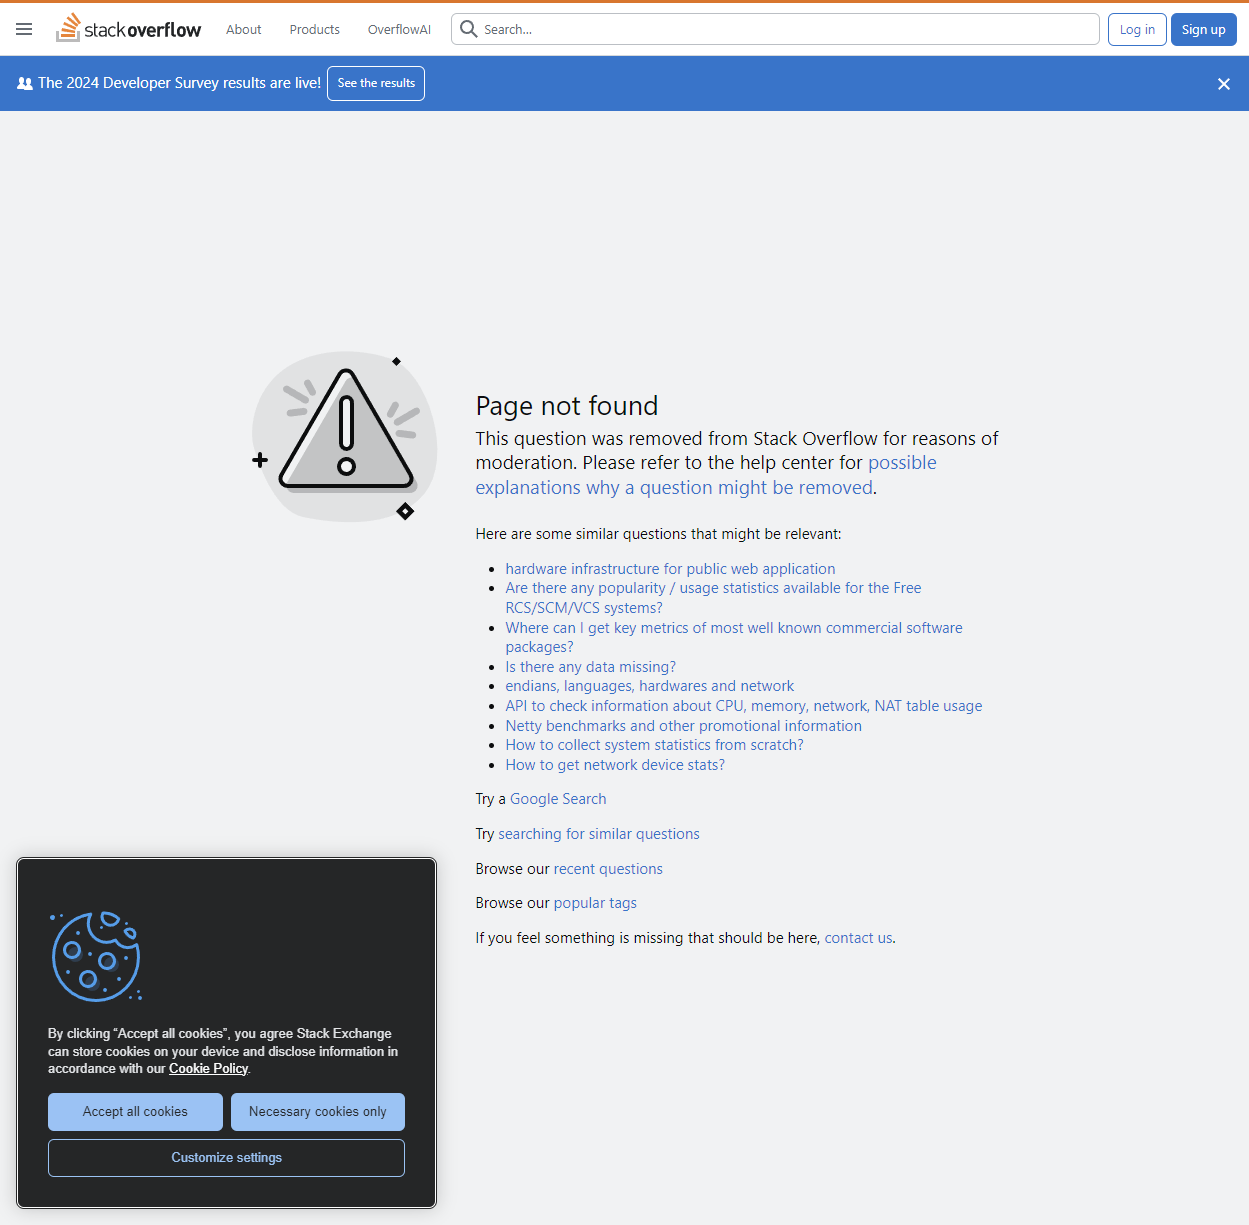 stackoverflow
About
Products
OverflowAI
Search...
Log in
Sign up
The 2024 Developer Survey results are live!
See the results
Page not found
This question was removed from Stack Overflow for reasons of
moderation. Please refer to the help center for possible
explanations why a question might be removed.
Here are some similar questions that might be relevant:
hardware infrastructure for public web application
Are there any popularity / usage statistics available for the Free
RCS/SCM/VCS systems?
Where can I get key metrics of most well known commercial software
packages?
Is there any data missing?
endians, languages, hardwares and network
API to check information about CPU, memory, network, NAT table usage
Netty benchmarks and other promotional information
How to collect system statistics from scratch?
How to get network device stats?
Try a Google Search
Try searching for similar questions
Browse our recent questions
Browse our popular tags
If you feel something is missing that should be here, contact us.
By clicking “Accept all cookies”, you agree Stack Exchange
can store cookies on your device and disclose information in
accordance with our Cookie Policy.
Accept all cookies
Necessary cookies only
Customize settings